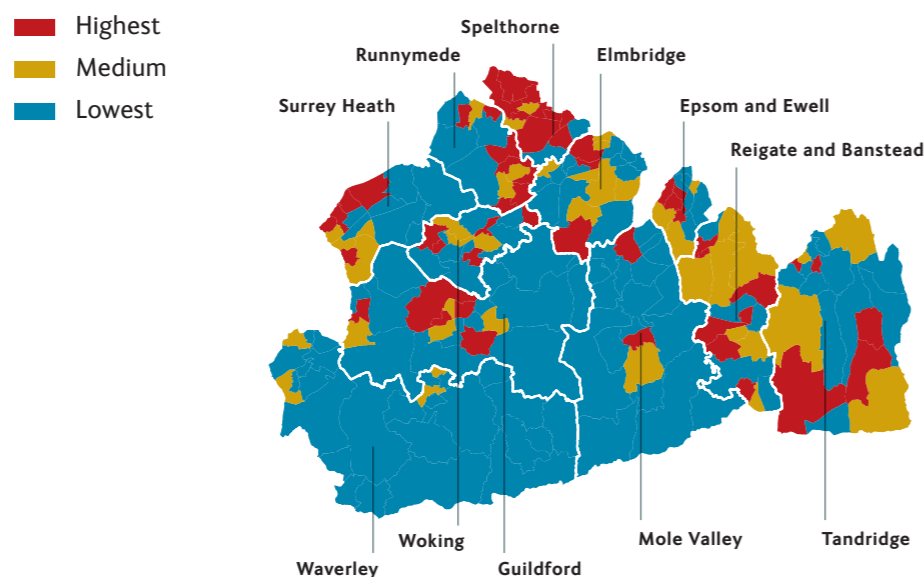 Highest
Medium
Lowest
Spelthorne
Runnymede
Elmbridge
Surrey Heath
Epsom and Ewell
Reigate and Banstead
Woking
Mole Valley
Tandridge
Waverley
Guildford